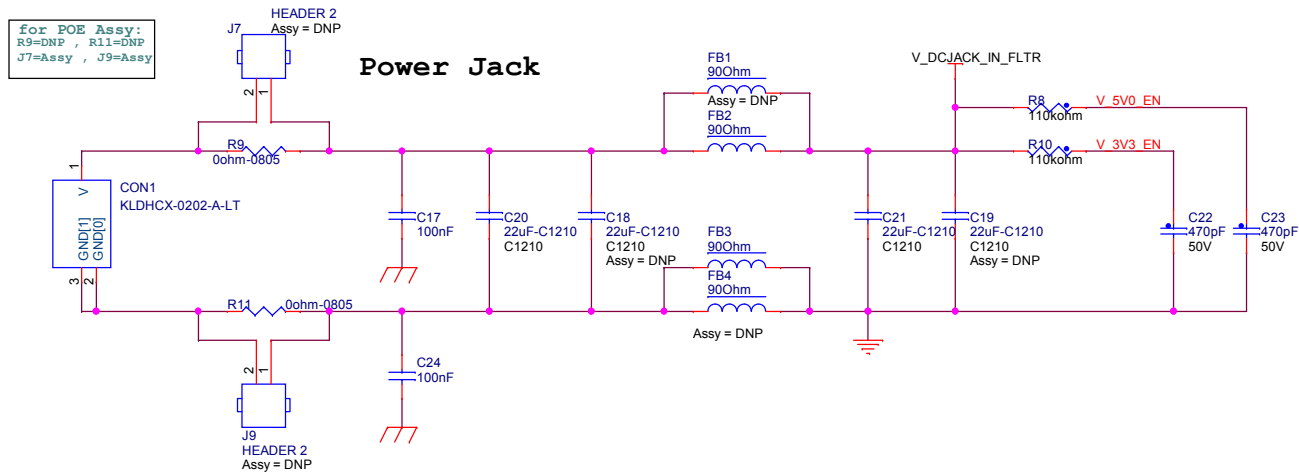 for POE Assy:
R9=DNP , R11=DNP
J7=Assy , J9=Assy
HEADER 2
J7
Assy = DNP
2
1
Power Jack
R9
0ohm-0805
1
V
GND[1]
GND[0]
3
2
CON1
KLDHCX-0202-A-LT
R11
0ohm-0805
2
1
J9
HEADER 2
Assy = DNP
C17
100nF
C24
100nF
C20
22uF-C1210
C1210
C18
22uF-C1210
C1210
Assy = DNP
FB1
90Ohm
Assy = DNP
FB2
90Ohm
FB3
90Ohm
FB4
90Ohm
Assy = DNP
V_DCJACK_IN_FLTR
C21
22uF-C1210
C1210
C19
22uF-C1210
C1210
Assy = DNP
R8
110kohm
V_5V0_EN
R10
110kohm
V_3V3_EN
C22
470pF
50V
C23
470pF
50V